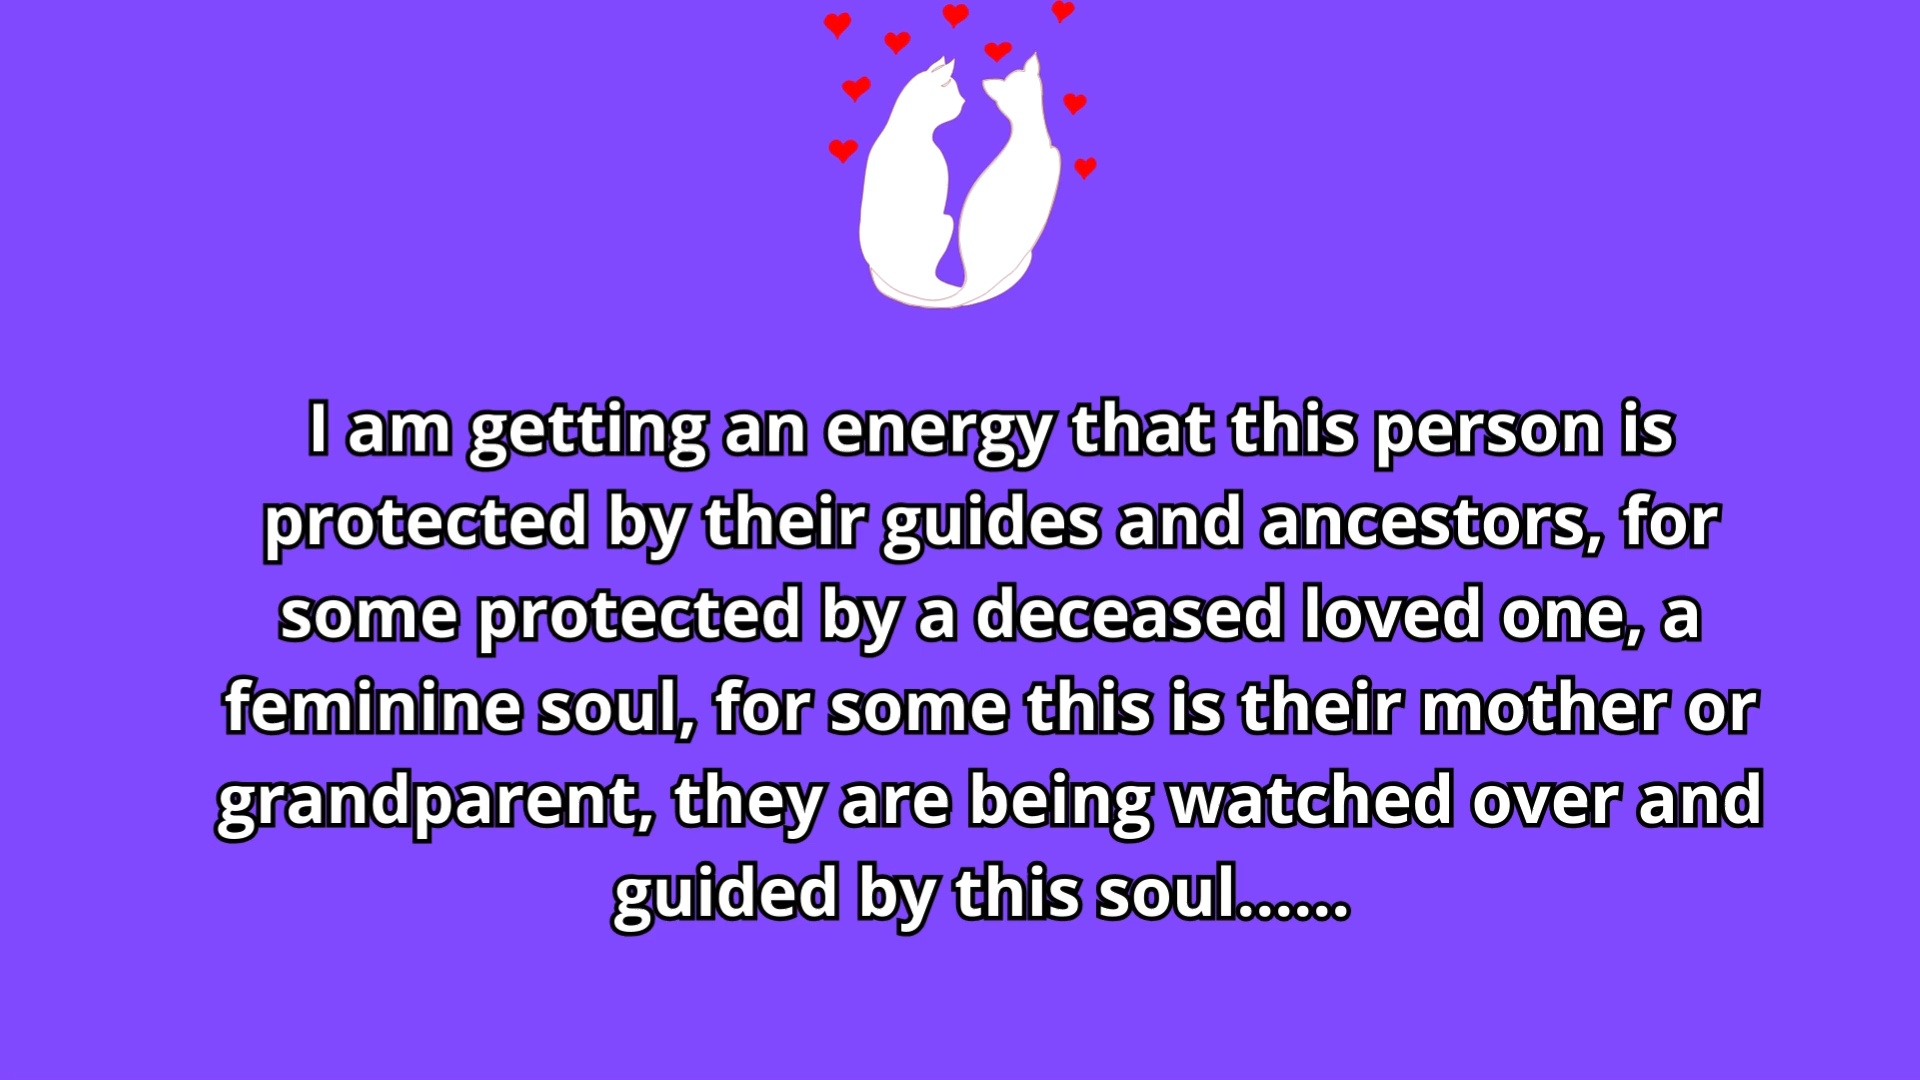 I am getting an energy that this person is
protected by their guides and ancestors, for
some protected by a deceased loved one, a
feminine soul, for some this is their mother or
grandparent, they are being watched over and
guided by this soul......